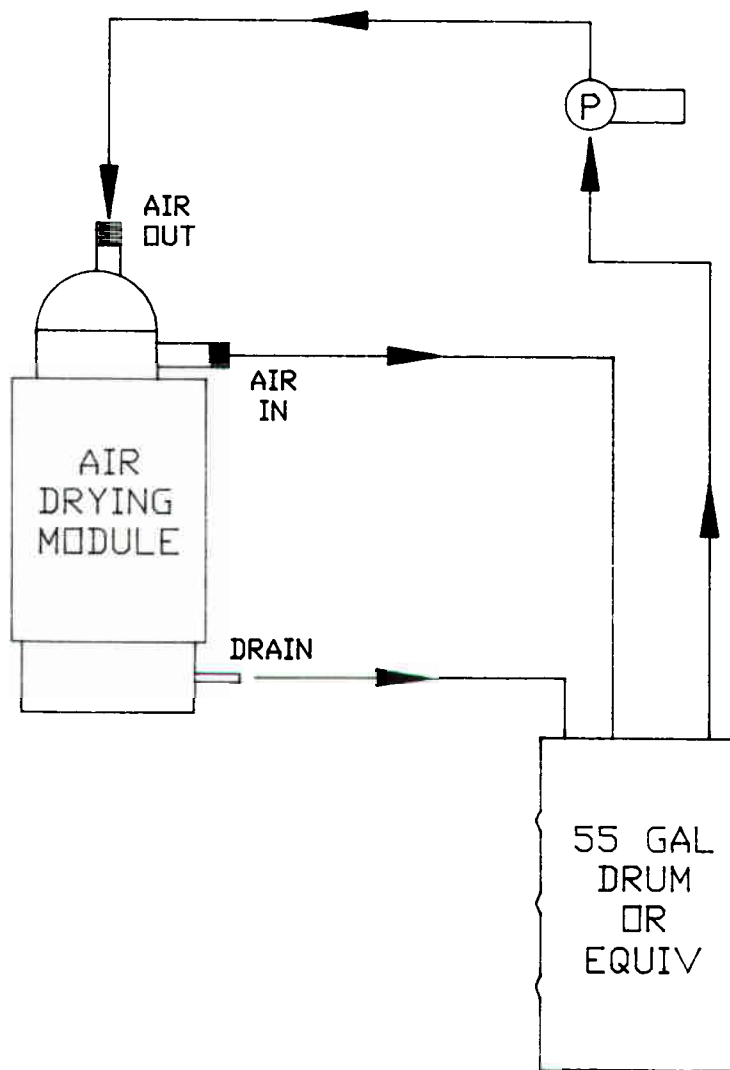 P
AIR
OUT
AIR
IN
AIR
DRYING
MODULE
DRAIN
55 GAL
DRUM
OR
EQUIV